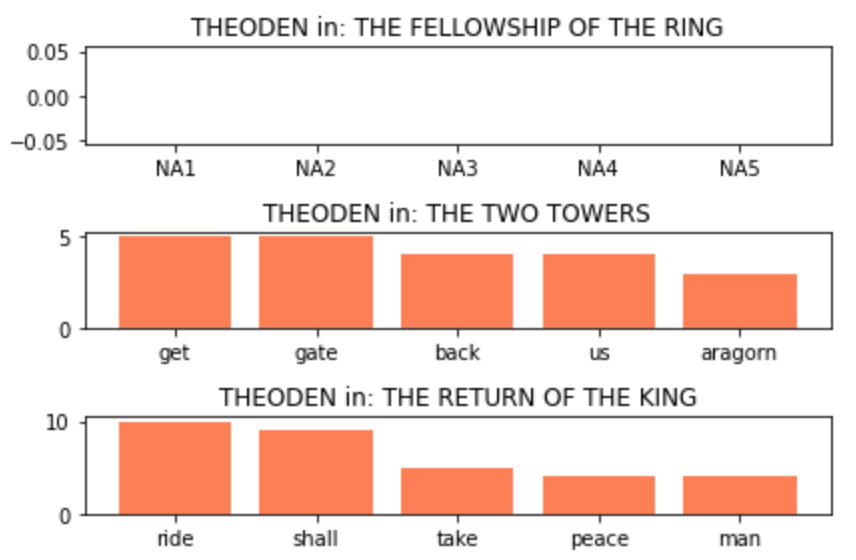 THEODEN in: THE FELLOWSHIP OF THE RING
0.05
0.00
−0.05
NA1 NA2 NA3 NA4 NA5
THEODEN in: THE TWO TOWERS
5
0
get gate back us aragorn
THEODEN in: THE RETURN OF THE KING
10
0
ride shall take peace man